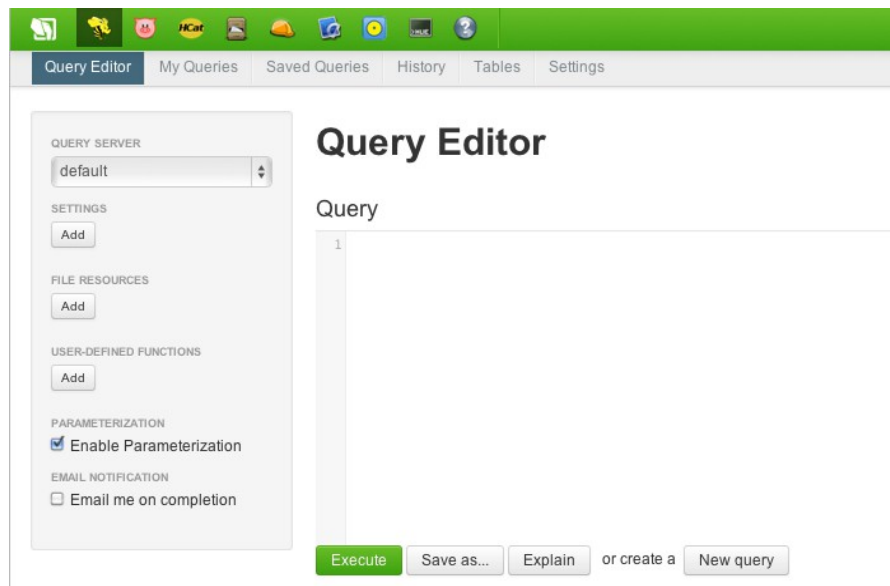 HCat
HUE
?
Query Editor My Queries Saved Queries History Tables Settings
QUERY SERVER
default
SETTINGS
Add
FILE RESOURCES
Add
USER-DEFINED FUNCTIONS
Add
PARAMETERIZATION
Enable Parameterization
EMAIL NOTIFICATION
Email me on completion
Query Editor
Query
1
Execute Save as... Explain or create a New query